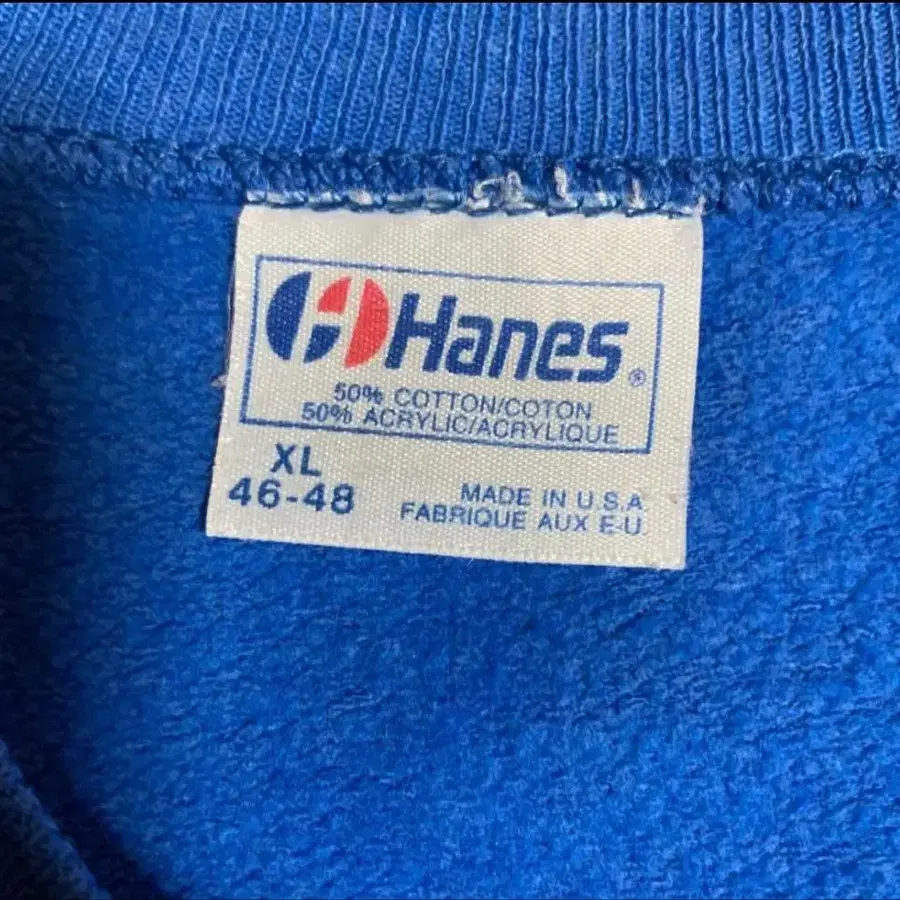 Hanes®
50% COTTON/COTON
50% ACRYLIC/ACRYLIQUE
XL
46-48
MADE IN U.S.A.
FABRIQUE AUX E-U.